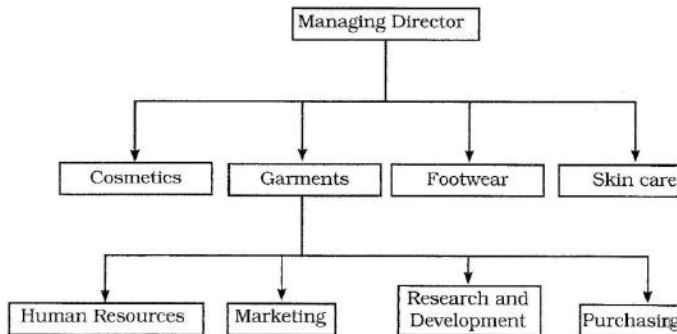 Managing Director
Cosmetics
Garments
Footwear
Skin care
Human Resources
Marketing
Research and
Development
Purchasing